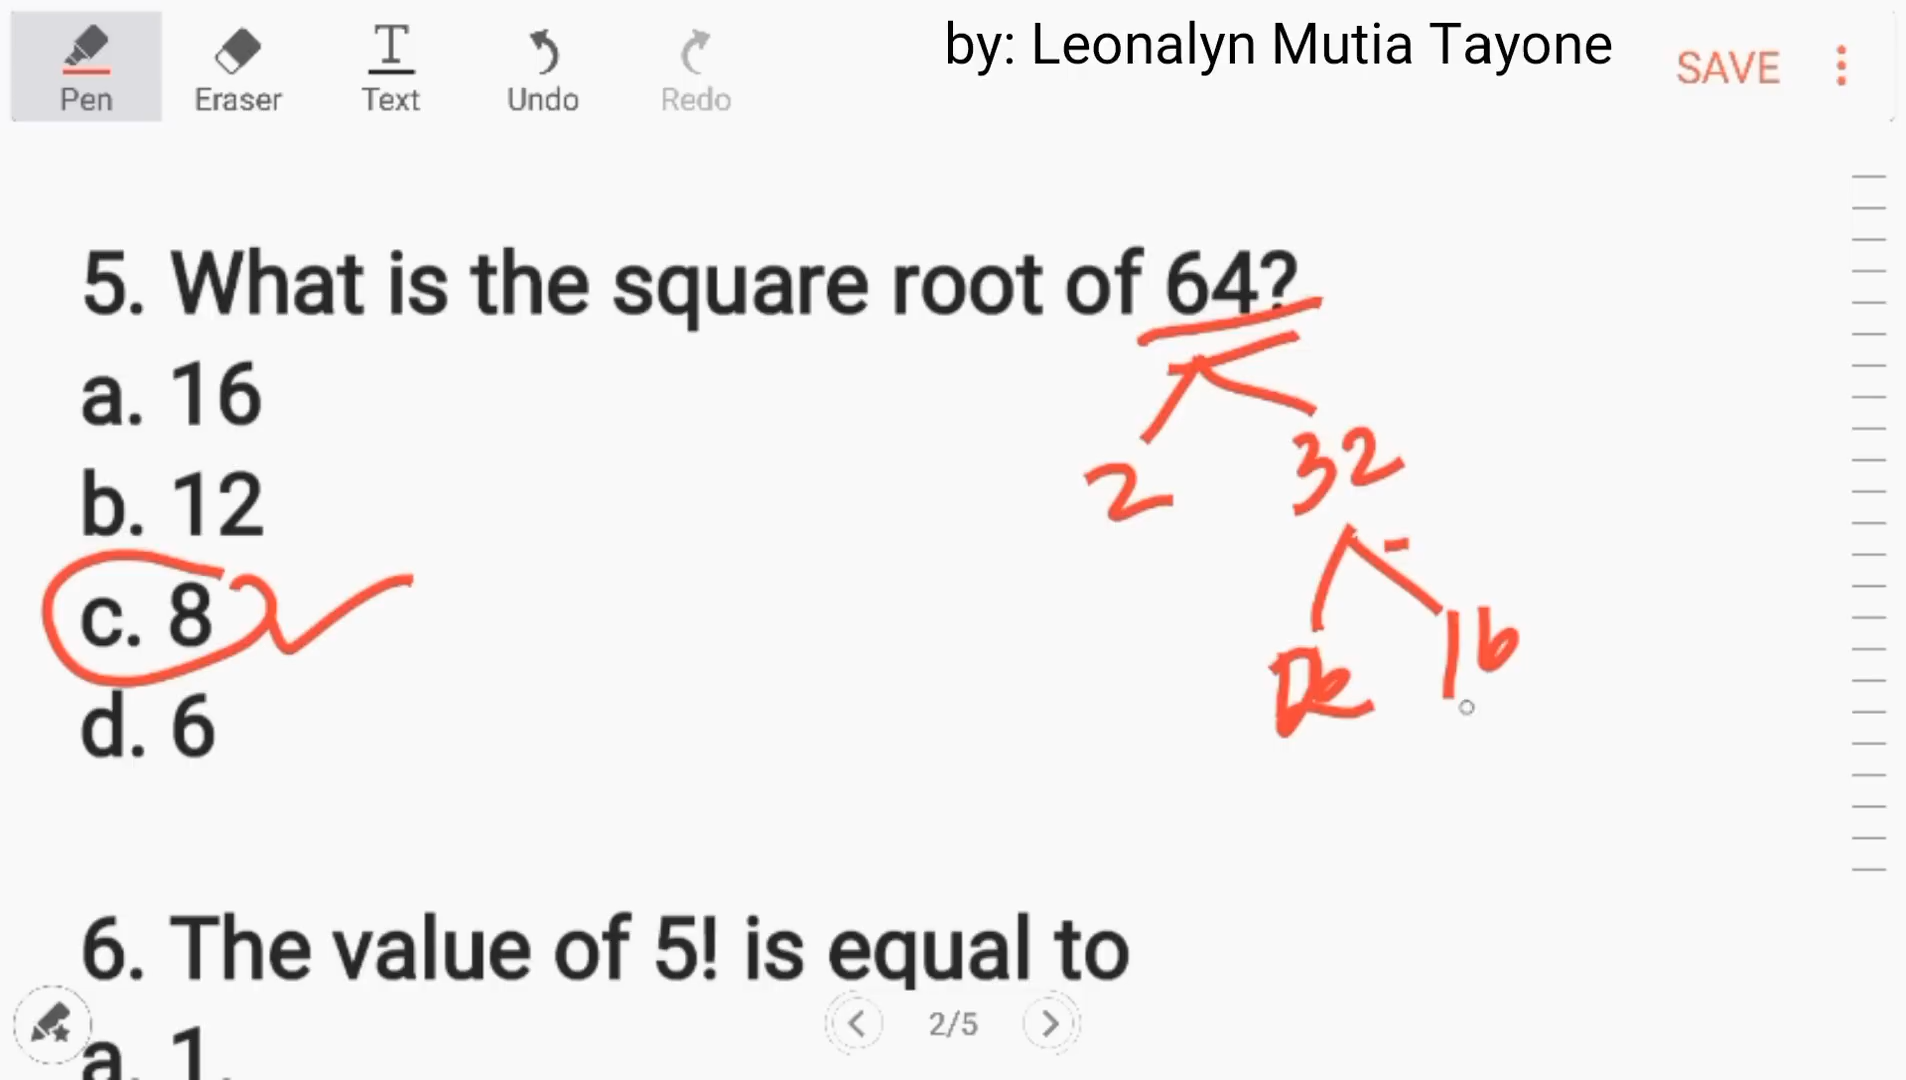 Pen Eraser Text Undo Redo
by: Leonalyn Mutia Tayone
SAVE
5. What is the square root of 64?
a. 16
b. 12
c. 8
d. 6
2 32
16
6. The value of 5! is equal to
a. 1
2/5